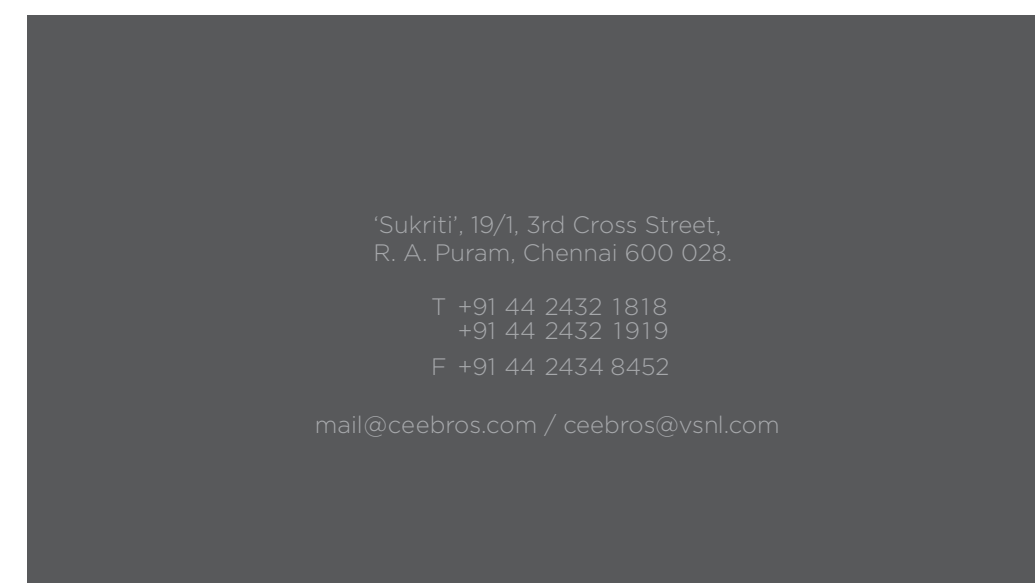 ‘Sukriti’, 19/1, 3rd Cross Street,
R. A. Puram, Chennai 600 028.
T +91 44 2432 1818
+91 44 2432 1919
F +91 44 2434 8452
mail@ceebros.com / ceebros@vsnl.com